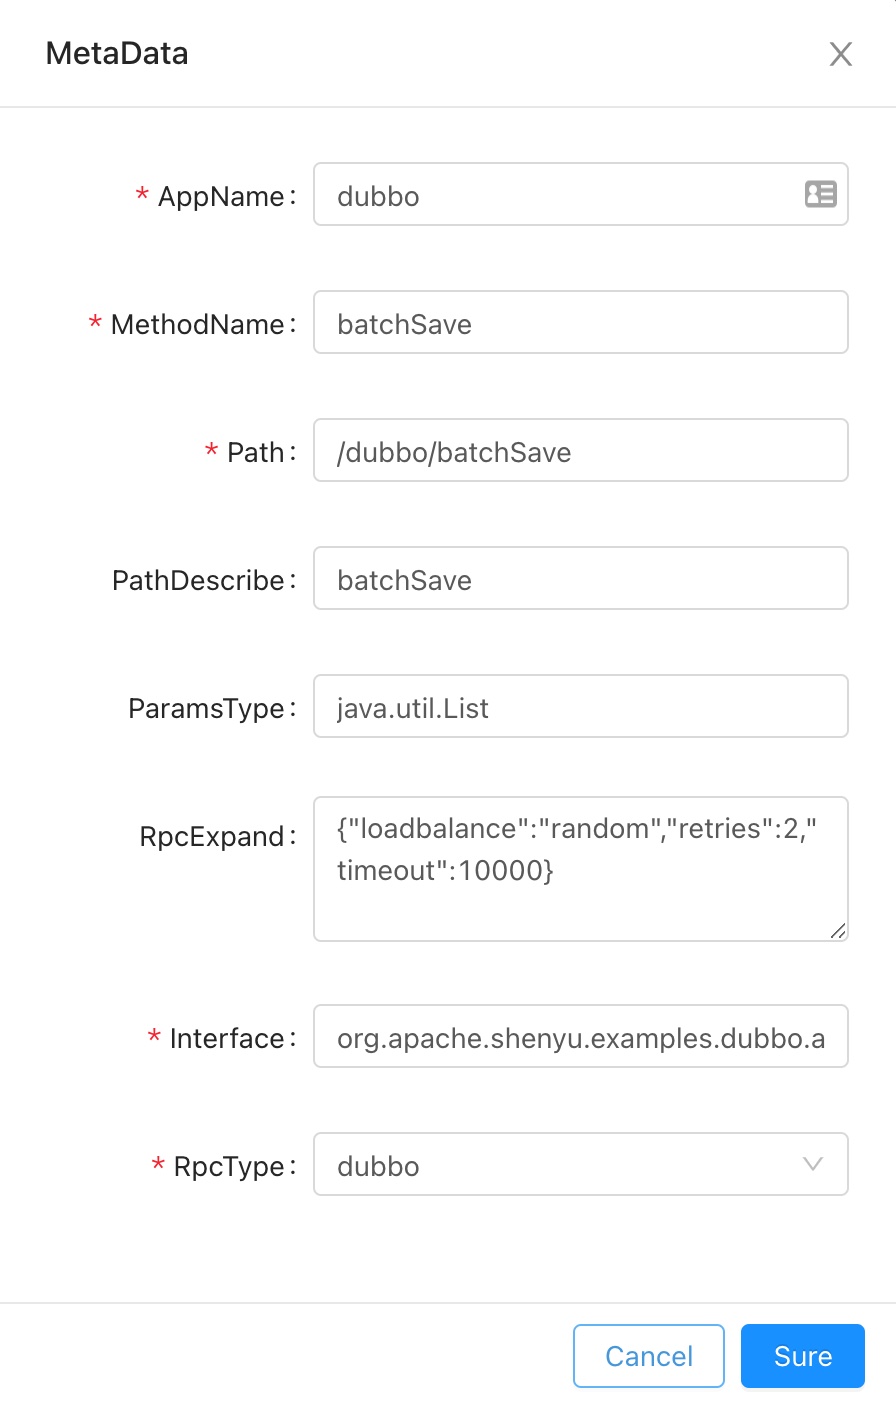 MetaData
* AppName: dubbo
* MethodName: batchSave
* Path: /dubbo/batchSave
PathDescribe: batchSave
ParamsType: java.util.List
RpcExpand: {"loadbalance":"random","retries":2,"
timeout":10000}
* Interface: org.apache.shenyu.examples.dubbo.a
* RpcType: dubbo
Cancel Sure